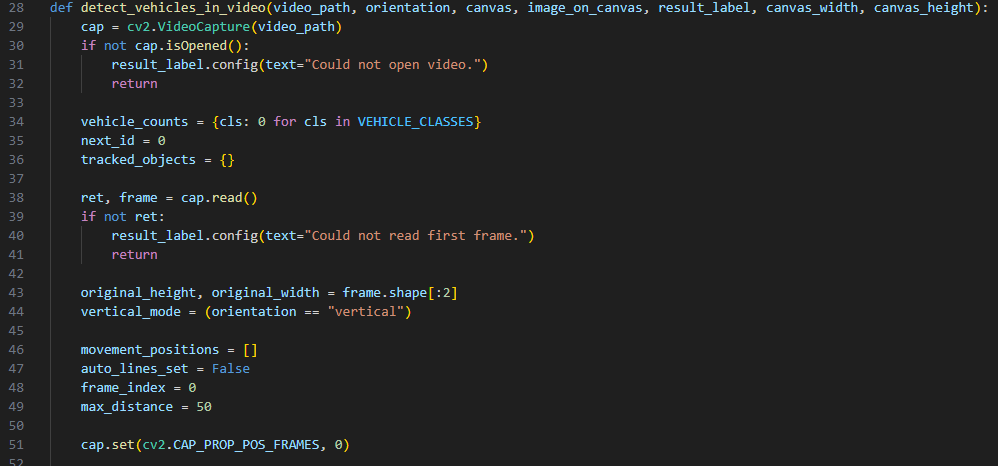 28 def detect_vehicles_in_video(video_path, orientation, canvas, image_on_canvas, result_label, canvas_width, canvas_height):
29     cap = cv2.VideoCapture(video_path)
30     if not cap.isOpened():
31         result_label.config(text="Could not open video.")
32         return
33
34     vehicle_counts = {cls: 0 for cls in VEHICLE_CLASSES}
35     next_id = 0
36     tracked_objects = {}
37
38     ret, frame = cap.read()
39     if not ret:
40         result_label.config(text="Could not read first frame.")
41         return
42
43     original_height, original_width = frame.shape[:2]
44     vertical_mode = (orientation == "vertical")
45
46     movement_positions = []
47     auto_lines_set = False
48     frame_index = 0
49     max_distance = 50
50
51     cap.set(cv2.CAP_PROP_POS_FRAMES, 0)
52